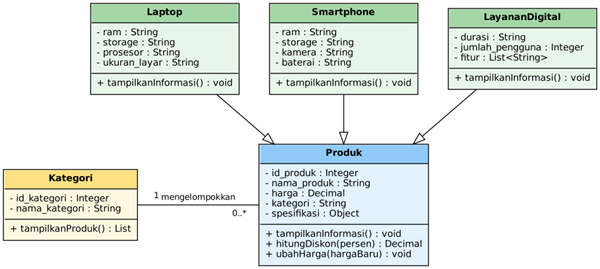 Laptop
- ram : String
- storage : String
- prosesor : String
- ukuran_layar : String
+ tampilkanInformasi() : void
Smartphone
- ram : String
- storage : String
- kamera : String
- baterai : String
+ tampilkanInformasi() : void
LayananDigital
- durasi : String
- jumlah_pengguna : Integer
- fitur : List<String>
+ tampilkanInformasi() : void
Kategori
- id_kategori : Integer
- nama_kategori : String
+ tampilkanProduk() : List
1 mengelompokkan
0..*
Produk
- id_produk : Integer
- nama_produk : String
- harga : Decimal
- kategori : String
- spesifikasi : Object
+ tampilkanInformasi() : void
+ hitungDiskon(persen) : Decimal
+ ubahHarga(hargaBaru) : void